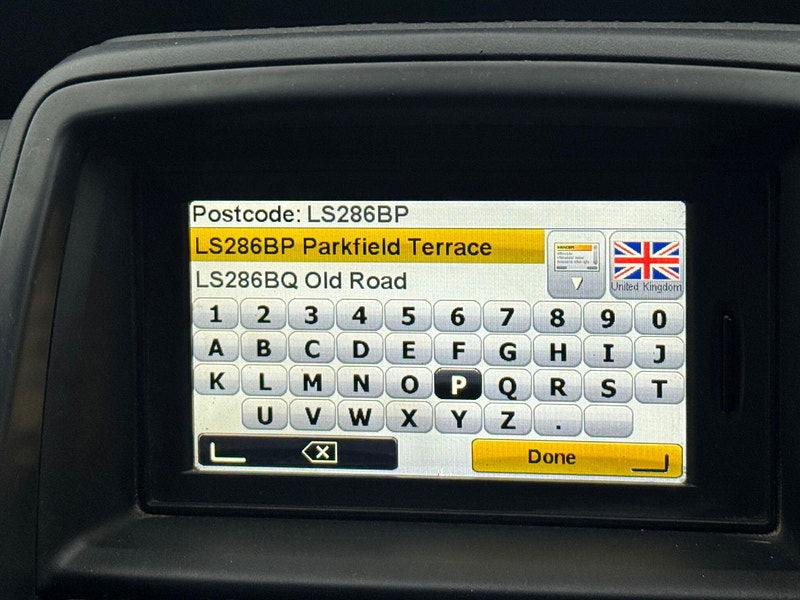 Postcode: LS286BP
LS286BP Parkfield Terrace
LS286BQ Old Road
United Kingdom
1 2 3 4 5 6 7 8 9 0
A B C D E F G H I J
K L M N O P Q R S T
U V W X Y Z .
Done